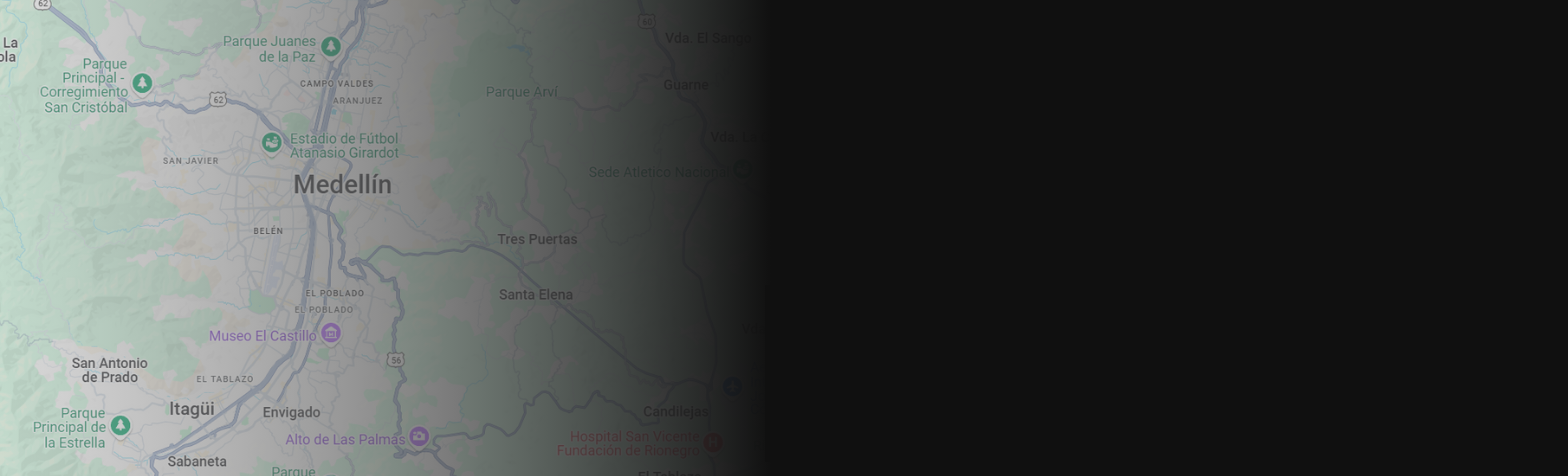 62
La
ola
Parque Juanes
de la Paz
60
Vda. El Sango
Parque
Principal -
Corregimiento
San Cristóbal
CAMPO VALDES
62
ARANJUEZ
Parque Arví
Guarne
Estadio de Fútbol
Atanasio Girardot
Vda. La
SAN JAVIER
Sede Atlético Nacional
Medellín
BELÉN
Tres Puertas
EL POBLADO
EL POBLADO
Santa Elena
Museo El Castillo
San Antonio
de Prado
56
EL TABLAZO
Itagüi
Envigado
Candilejas
Parque
Principal de
la Estrella
Alto de Las Palmas
Hospital San Vicente
Fundación de Rionegro
H
Sabaneta
Parque
El Tablazo